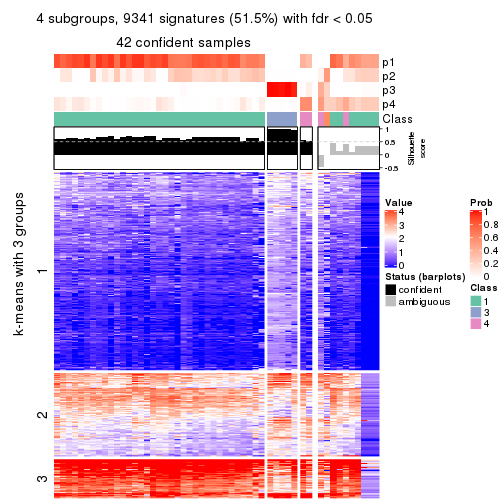 4 subgroups, 9341 signatures (51.5%) with fdr < 0.05
42 confident samples
p1
p2
p3
p4
Class
1
0.5
0
-0.5
Silhouette
score
k-means with 3 groups
1
2
3
Value
4
3
2
1
0
Status (barplots)
confident
ambiguous
Prob
1
0.8
0.6
0.4
0.2
0
Class
1
3
4